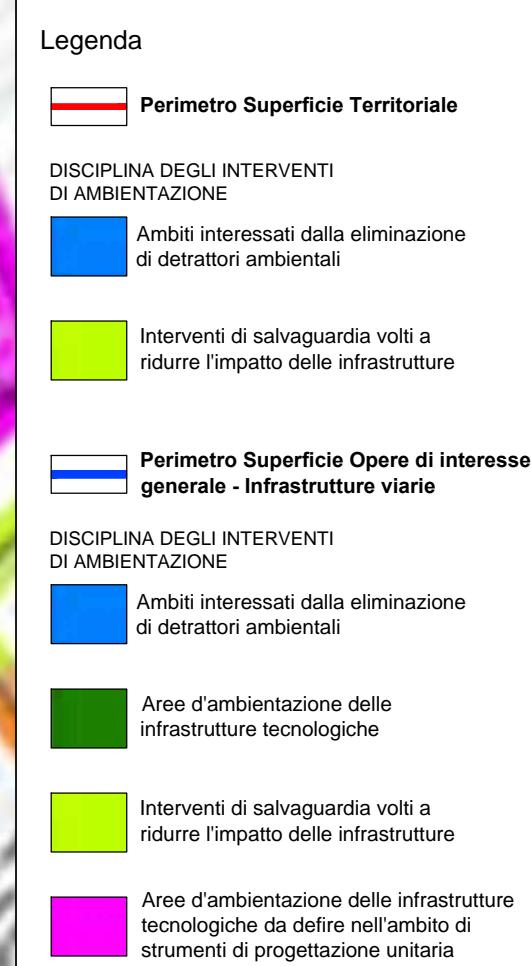 Legenda
Perimetro Superficie Territoriale
DISCIPLINA DEGLI INTERVENTI
DI AMBIENTAZIONE
Ambiti interessati dalla eliminazione
di detrattori ambientali
Interventi di salvaguardia volti a
ridurre l'impatto delle infrastrutture
Perimetro Superficie Opere di interesse
generale - Infrastrutture viarie
DISCIPLINA DEGLI INTERVENTI
DI AMBIENTAZIONE
Ambiti interessati dalla eliminazione
di detrattori ambientali
Aree d'ambientazione delle
infrastrutture tecnologiche
Interventi di salvaguardia volti a
ridurre l'impatto delle infrastrutture
Aree d'ambientazione delle infrastrutture
tecnologiche da defire nell'ambito di
strumenti di progettazione unitaria